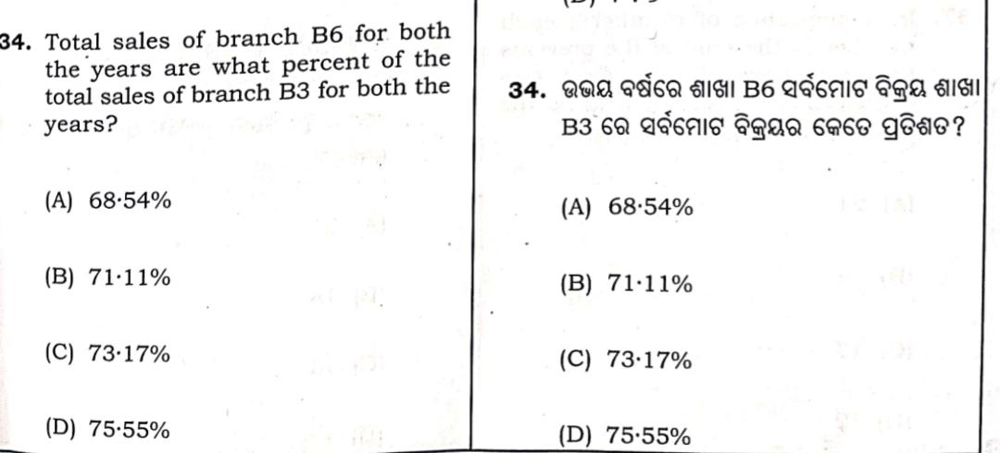 34. Total sales of branch B6 for both
the years are what percent of the
total sales of branch B3 for both the
years?
(A) 68·54%
(B) 71·11%
(C) 73·17%
(D) 75·55%
34. ଉଭୟ ବର୍ଷରେ ଶାଖା B6 ସର୍ବମୋଟ ବିକ୍ରୟ ଶାଖା
B3 ରେ ସର୍ବମୋଟ ବିକ୍ରୟର କେତେ ପ୍ରତିଶତ?
(A) 68·54%
(B) 71·11%
(C) 73·17%
(D) 75·55%